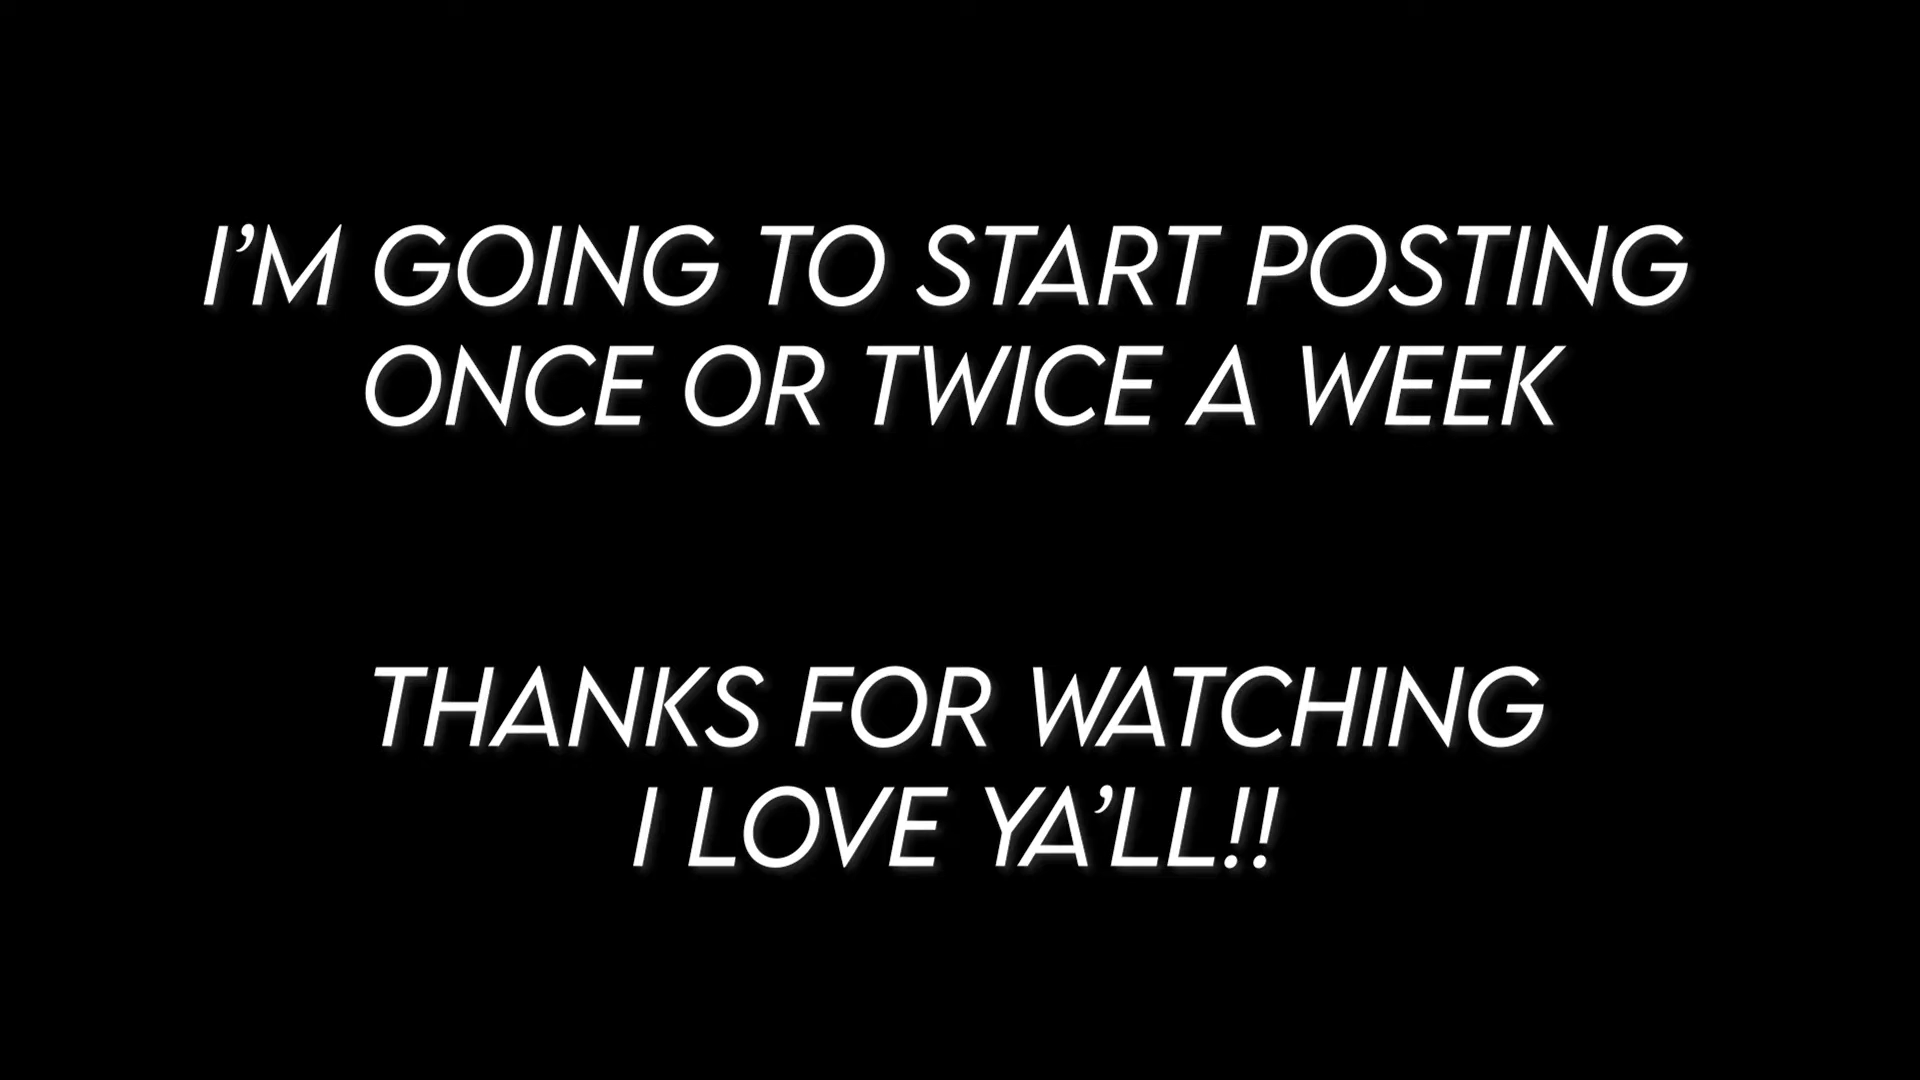 I'M GOING TO START POSTING
ONCE OR TWICE A WEEK
THANKS FOR WATCHING
I LOVE YA'LL!!